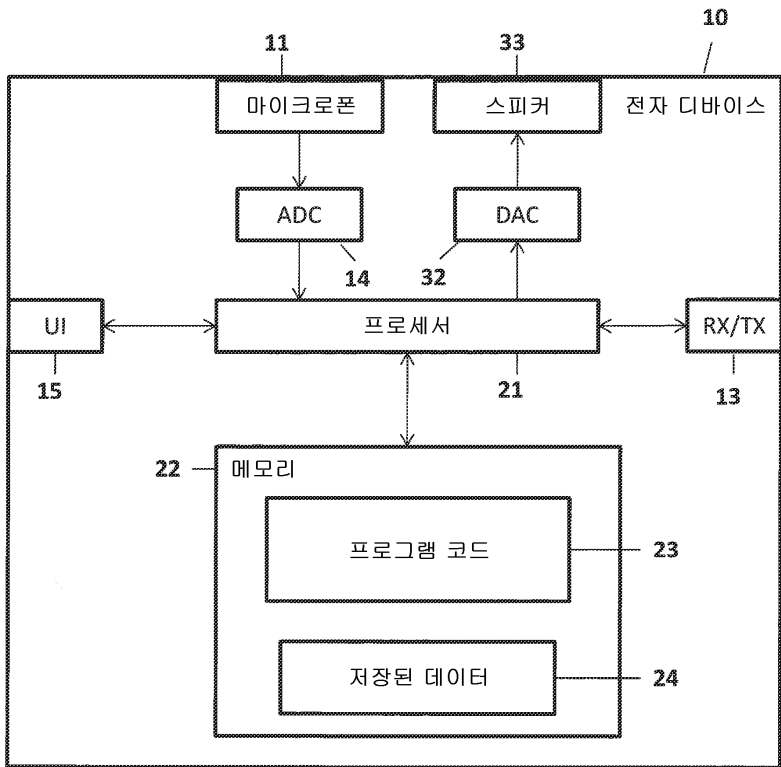 11
33
10
마이크로폰
스피커
전자 디바이스
ADC
DAC
14
32
UI
프로세서
RX/TX
15
21
13
22
메모리
프로그램 코드
23
저장된 데이터
24